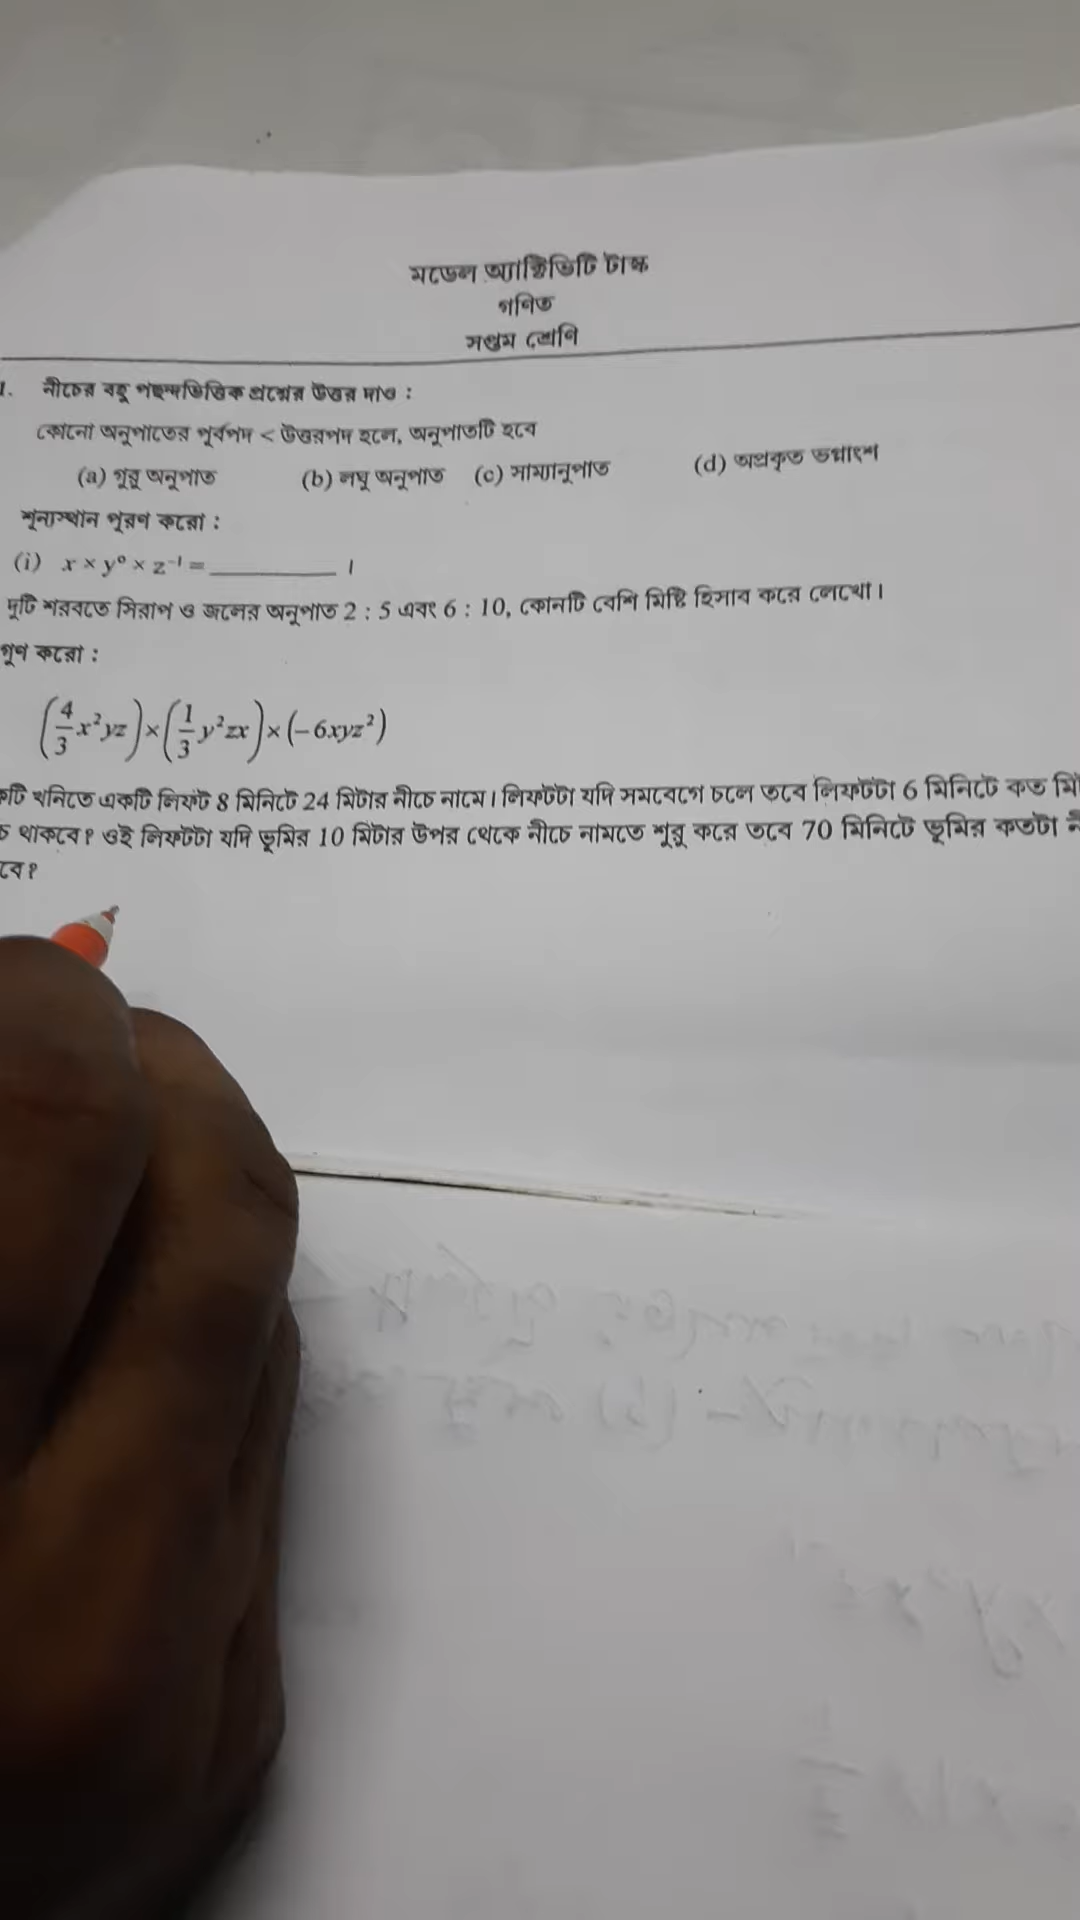 মডেল অ্যাক্টিভিটি টাস্ক
গণিত
সপ্তম শ্রেণি
1. নীচের বহু পছন্দভিত্তিক প্রশ্নের উত্তর দাও :
কোনো অনুপাতের পূর্বপদ < উত্তরপদ হলে, অনুপাতটি হবে
(a) গুরু অনুপাত (b) লঘু অনুপাত (c) সাম্যানুপাত (d) অপ্রকৃত ভগ্নাংশ
শূন্যস্থান পূরণ করো :
(i) x × y⁰ × z⁻¹ = ________ ।
দুটি শরবতে সিরাপ ও জলের অনুপাত 2 : 5 এবং 6 : 10, কোনটি বেশি মিষ্টি হিসাব করে লেখো।
গুণ করো :
(4/3 x²yz) × (1/3 y²zx) × (−6xyz²)
কটি খনিতে একটি লিফট 8 মিনিটে 24 মিটার নীচে নামে। লিফটটা যদি সমবেগে চলে তবে লিফটটা 6 মিনিটে কত মি
চ থাকবে? ওই লিফটটা যদি ভূমির 10 মিটার উপর থেকে নীচে নামতে শুরু করে তবে 70 মিনিটে ভূমির কতটা নী
বে?